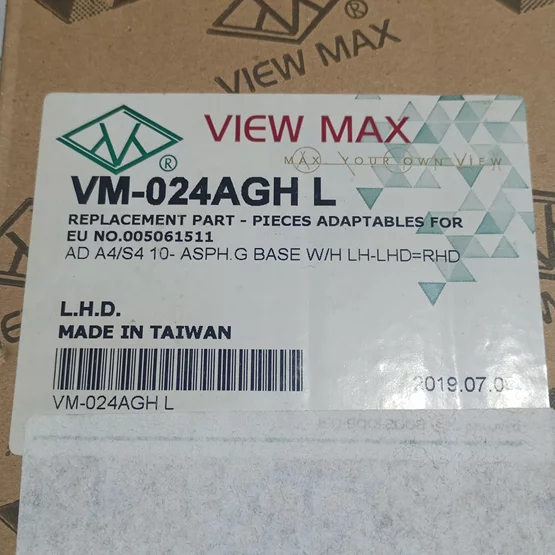 VIEW MAX
VIEW MAX
®
MAX YOUR OWN VIEW
VM-024AGH L
REPLACEMENT PART - PIECES ADAPTABLES FOR
EU NO.005061511
AD A4/S4 10- ASPH.G BASE W/H LH-LHD=RHD
L.H.D.
MADE IN TAIWAN
2019.07.0
VM-024AGH L
VIEW